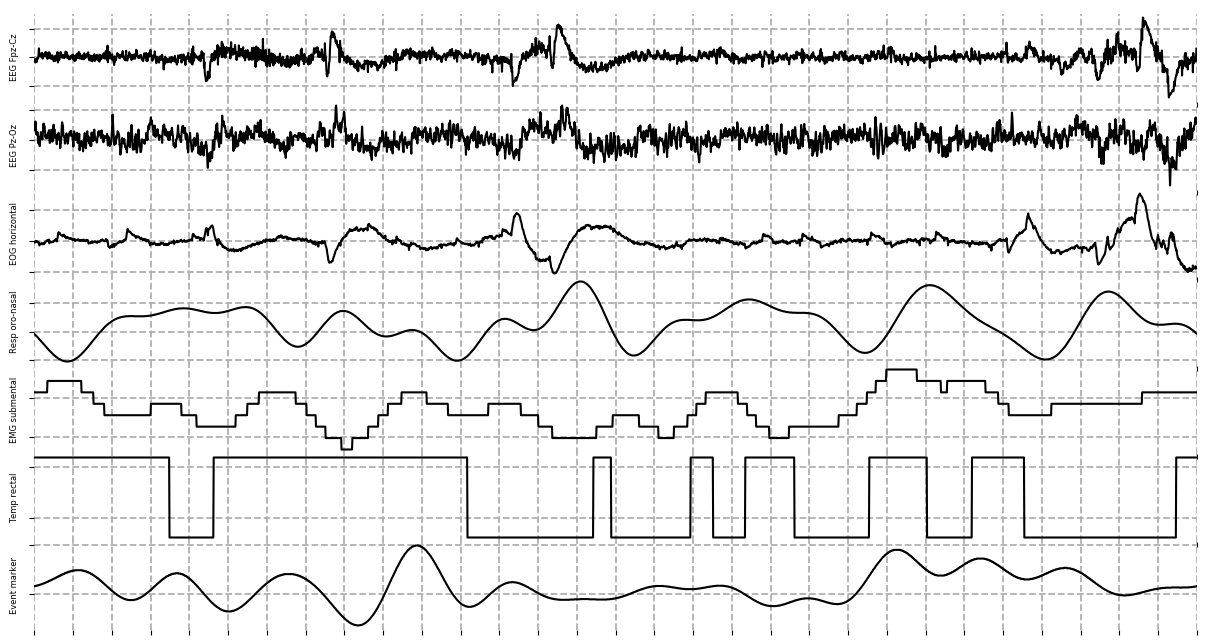 EEG Fpz-Cz
EEG Pz-Oz
EOG horizontal
Resp oro-nasal
EMG submental
Temp rectal
Event marker